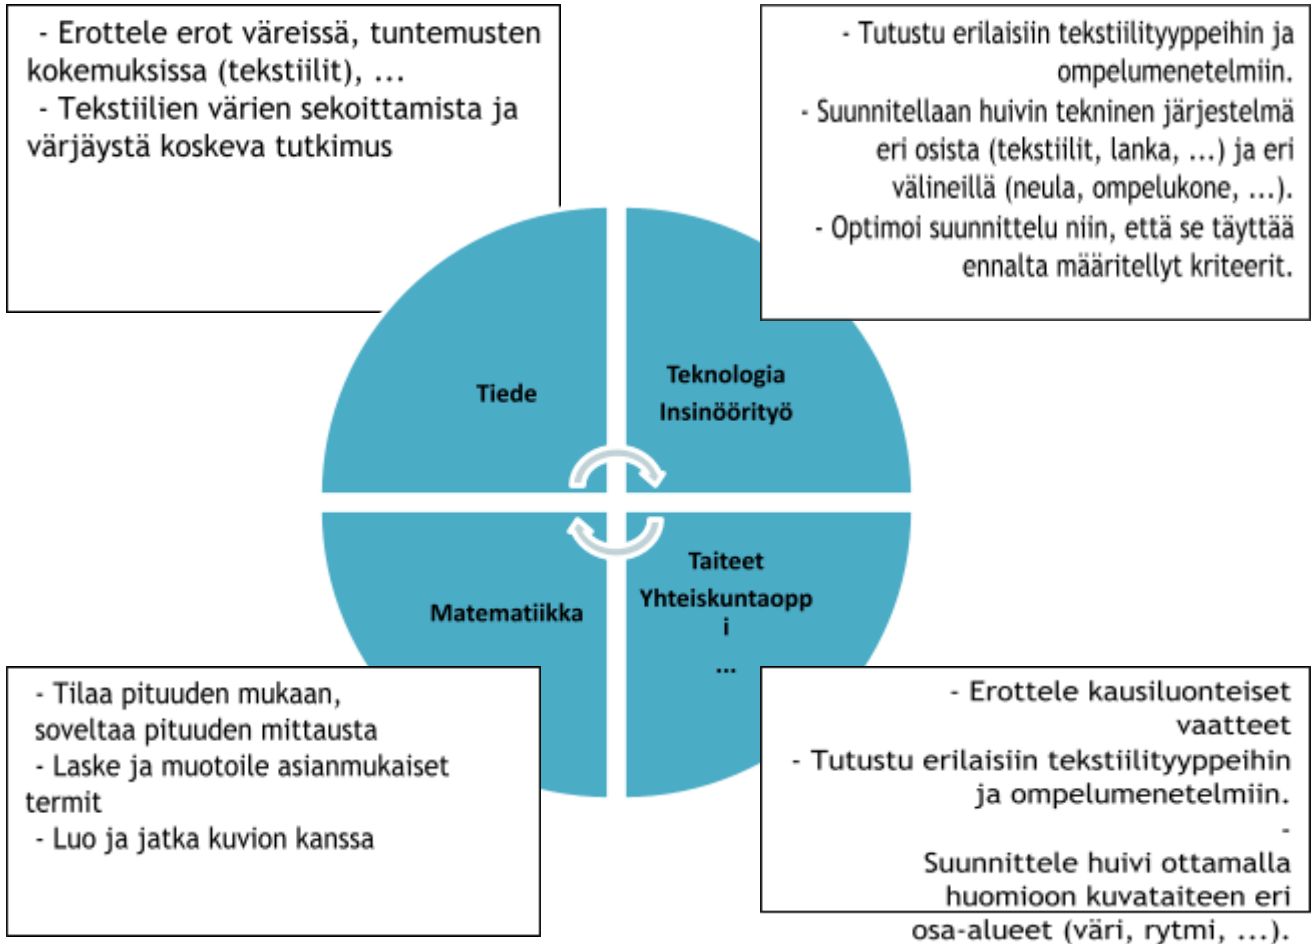 - Erottele erot väreissä, tuntemusten
kokemuksissa (tekstiilit), ...
- Tekstiilien värien sekoittamista ja
värjäystä koskeva tutkimus
- Tutustu erilaisiin tekstiilityyppeihin ja
ompelumenetelmiin.
- Suunnitellaan huivin tekninen järjestelmä
eri osista (tekstiilit, lanka, ...) ja eri
välineillä (neula, ompelukone, ...).
- Optimoi suunnittelu niin, että se täyttää
ennalta määritellyt kriteerit.
Tiede
Teknologia
Insinöörityö
Matematiikka
Taiteet
Yhteiskuntaopp
i
...
- Tilaa pituuden mukaan,
soveltaa pituuden mittausta
- Laske ja muotoile asianmukaiset
termit
- Luo ja jatka kuvion kanssa
- Erottele kausiluonteiset
vaatteet
- Tutustu erilaisiin tekstiilityyppeihin
ja ompelumenetelmiin.
-
Suunnittele huivi ottamalla
huomioon kuvataiteen eri
osa-alueet (väri, rytmi, ...).